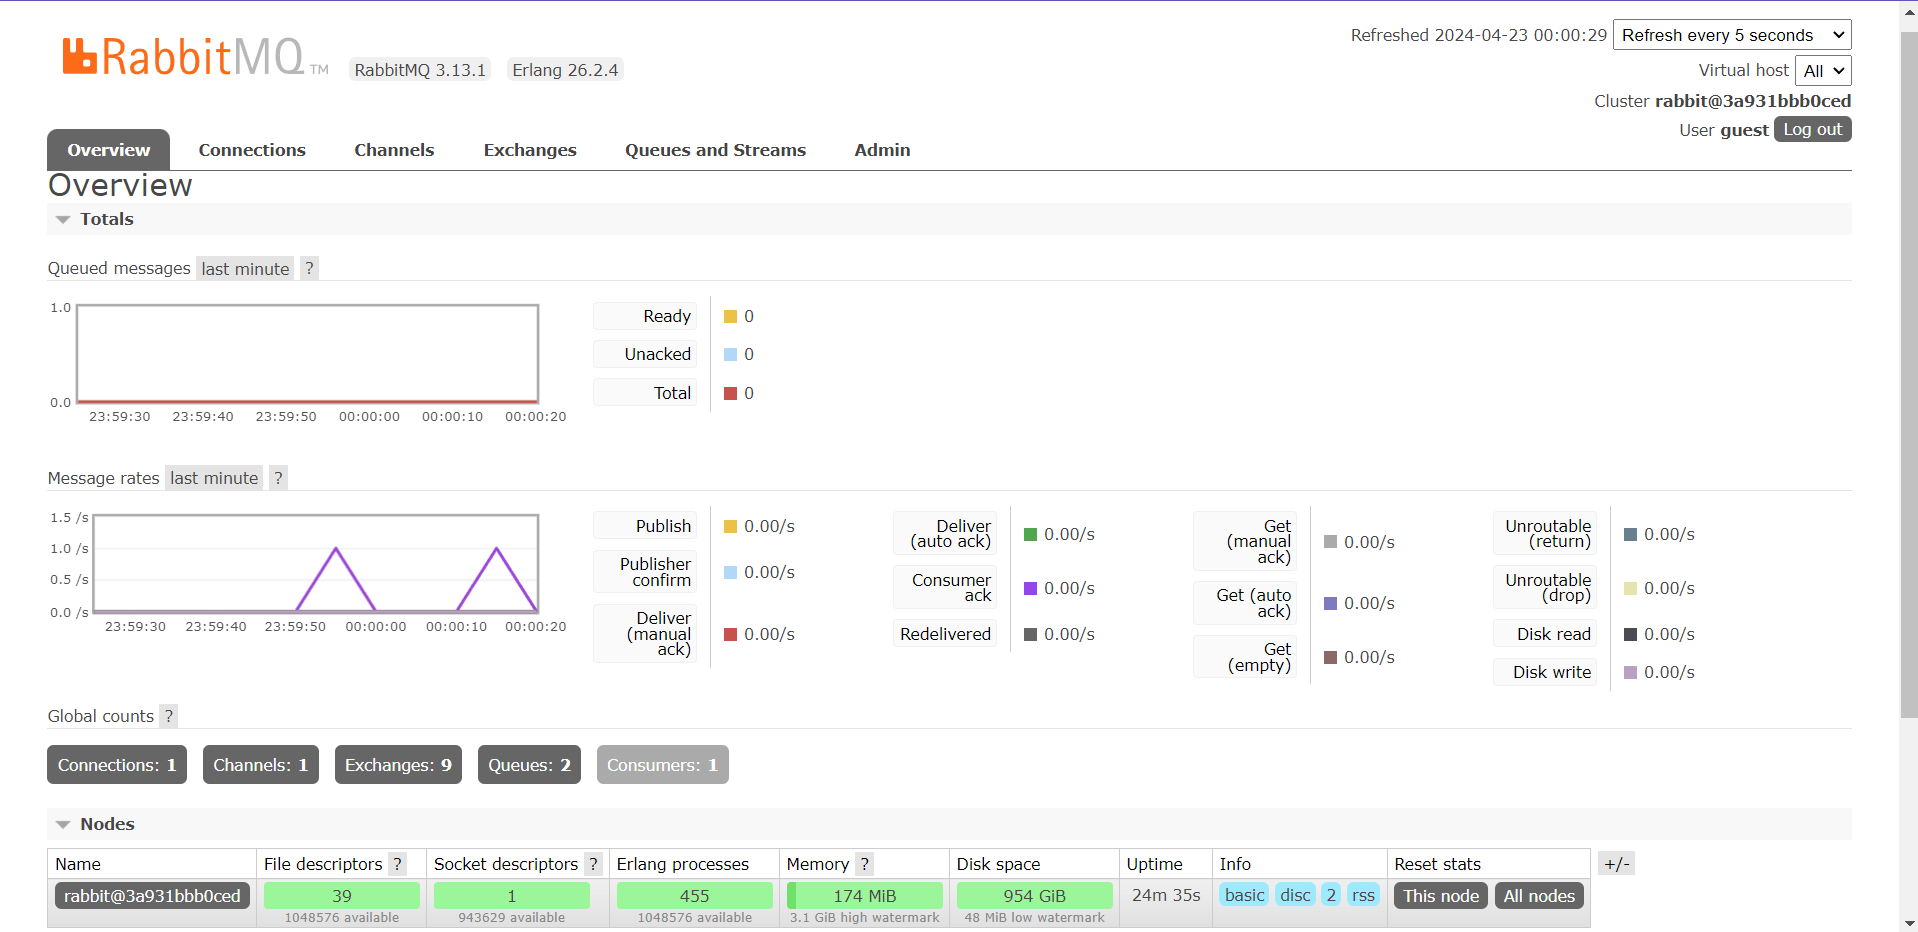 RabbitMQ TM RabbitMQ 3.13.1 Erlang 26.2.4
Refreshed 2024-04-23 00:00:29 Refresh every 5 seconds
Virtual host All
Cluster rabbit@3a931bbb0ced
User guest Log out
Overview Connections Channels Exchanges Queues and Streams Admin
Overview
Totals
Queued messages last minute ?
1.0
0.0
23:59:30 23:59:40 23:59:50 00:00:00 00:00:10 00:00:20
Ready 0
Unacked 0
Total 0
Message rates last minute ?
1.5 /s
1.0 /s
0.5 /s
0.0 /s
23:59:30 23:59:40 23:59:50 00:00:00 00:00:10 00:00:20
Publish 0.00/s
Publisher
confirm 0.00/s
Deliver
(manual 0.00/s
ack)
Deliver
(auto ack) 0.00/s
Consumer
ack 0.00/s
Redelivered 0.00/s
Get
(manual 0.00/s
ack)
Get (auto
ack) 0.00/s
Get
(empty) 0.00/s
Unroutable
(return) 0.00/s
Unroutable
(drop) 0.00/s
Disk read 0.00/s
Disk write 0.00/s
Global counts ?
Connections: 1 Channels: 1 Exchanges: 9 Queues: 2 Consumers: 1
Nodes
Name File descriptors ? Socket descriptors ? Erlang processes Memory ? Disk space Uptime Info Reset stats +/-
rabbit@3a931bbb0ced 39 1 455 174 MiB 954 GiB 24m 35s basic disc 2 rss This node All nodes
1048576 available 943629 available 1048576 available 3.1 GiB high watermark 48 MiB low watermark